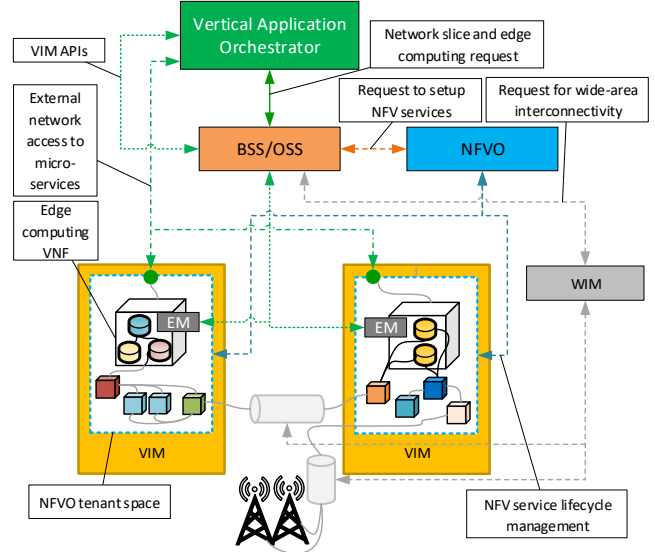 Vertical Application
Orchestrator
Network slice and edge
computing request
VIM APIs
External
network
access to
micro-
services
Request to setup
NFV services
Request for wide-area
interconnectivity
BSS/OSS
NFVO
Edge
computing
VNF
WIM
EM
EM
VIM
VIM
NFVO tenant space
NFV service lifecycle
management